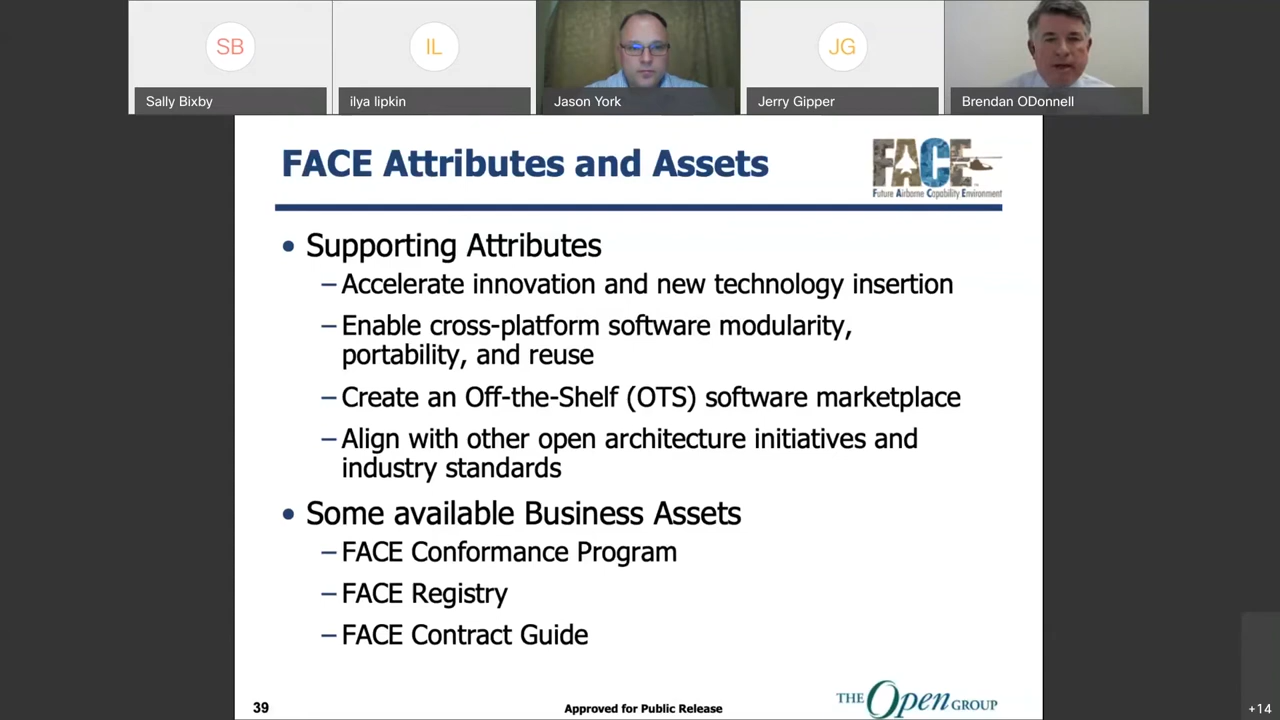 SB
IL
JG
Sally Bixby
ilya lipkin
Jason York
Jerry Gipper
Brendan ODonnell
FACE Attributes and Assets
FACE
Future Airborne Capability Environment
• Supporting Attributes
– Accelerate innovation and new technology insertion
– Enable cross-platform software modularity,
portability, and reuse
– Create an Off-the-Shelf (OTS) software marketplace
– Align with other open architecture initiatives and
industry standards
• Some available Business Assets
– FACE Conformance Program
– FACE Registry
– FACE Contract Guide
39
Approved for Public Release
THE Open GROUP
+14